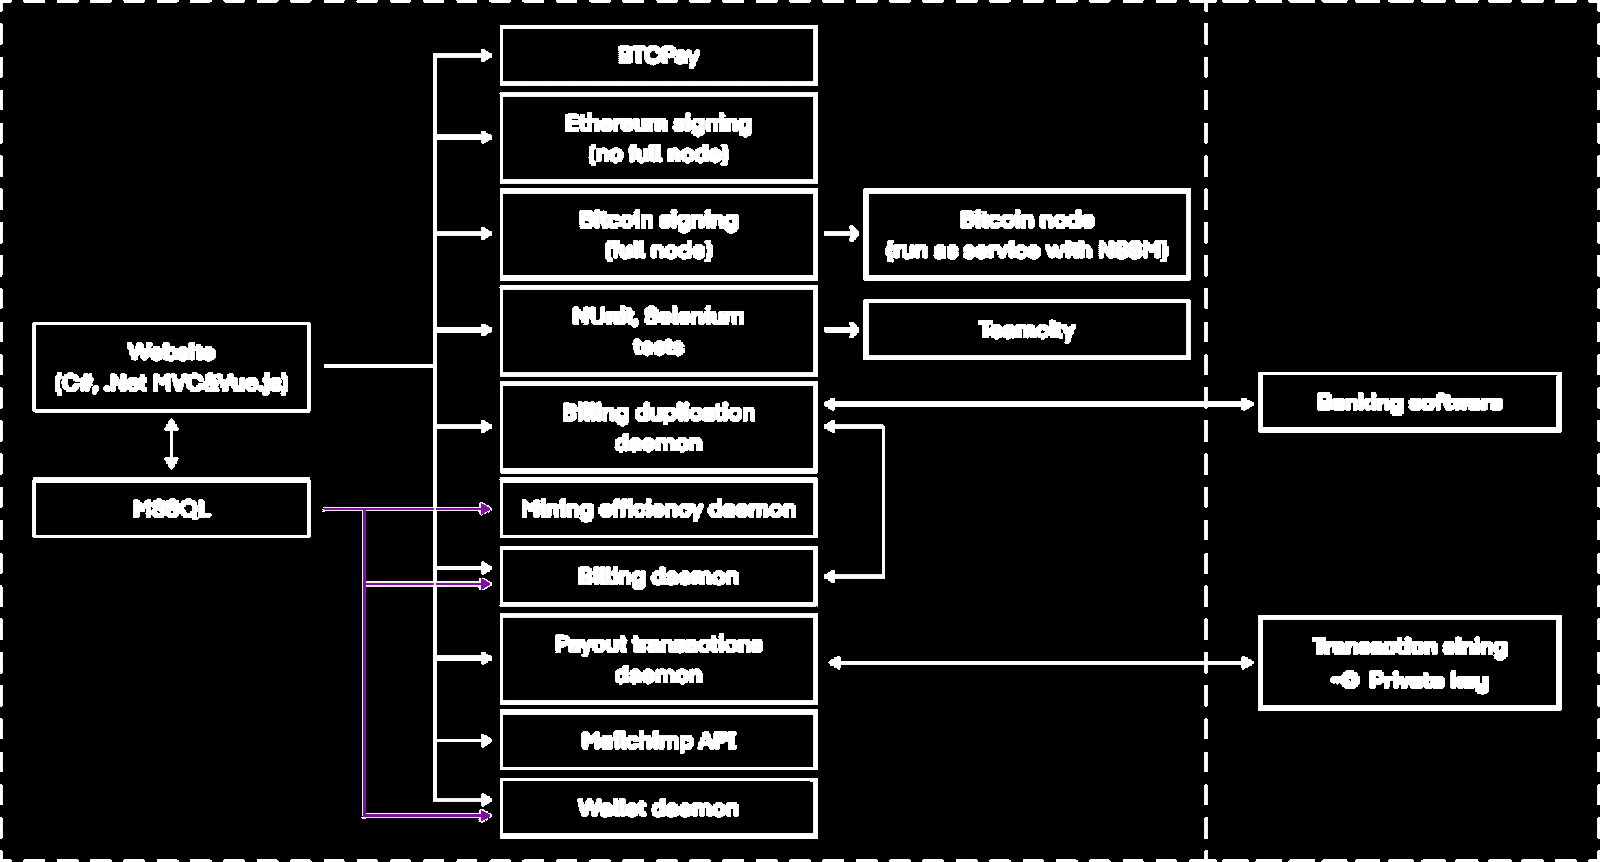 BTCPay
Ethereum signing
(no full node)
Bitcoin signing
(full node)
Bitcoin node
(run as service with NSSM)
NUnit, Selenium
tests
Teamcity
Website
(C#, .Net MVC&Vue.js)
Billing duplication
daemon
Banking software
MSSQL
Mining efficiency daemon
Billing daemon
Payout transactions
daemon
Transaction sining
Private key
Mailchimp API
Wallet daemon